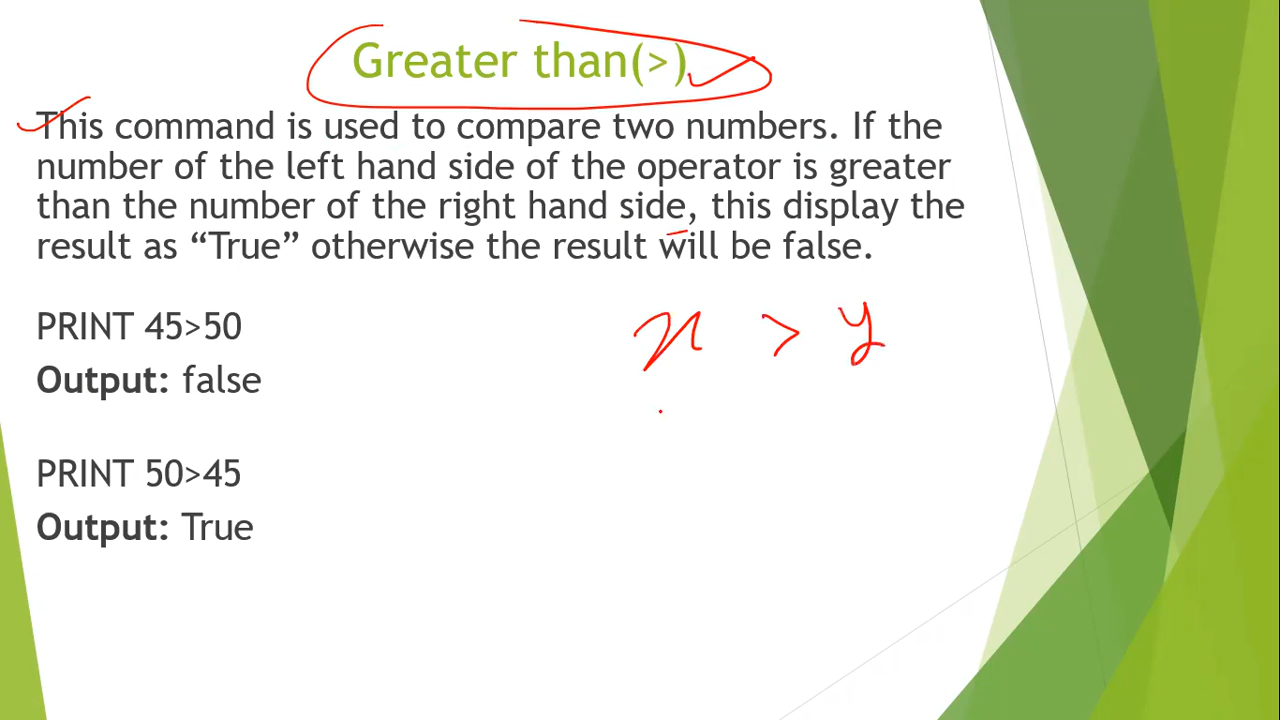 Greater than(>)
This command is used to compare two numbers. If the
number of the left hand side of the operator is greater
than the number of the right hand side, this display the
result as “True” otherwise the result will be false.
PRINT 45>50
x > y
Output: false
PRINT 50>45
Output: True